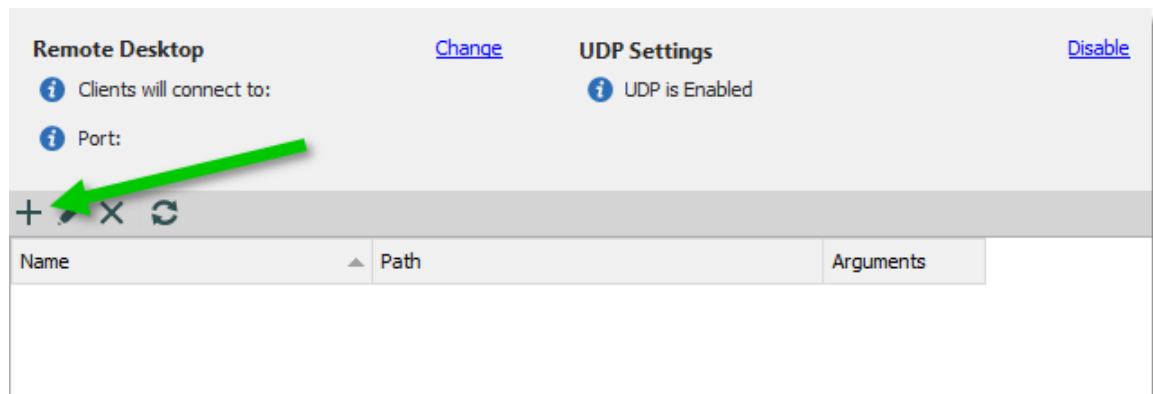 Remote Desktop Change
Clients will connect to:
Port:
UDP Settings Disable
UDP is Enabled
Name Path Arguments